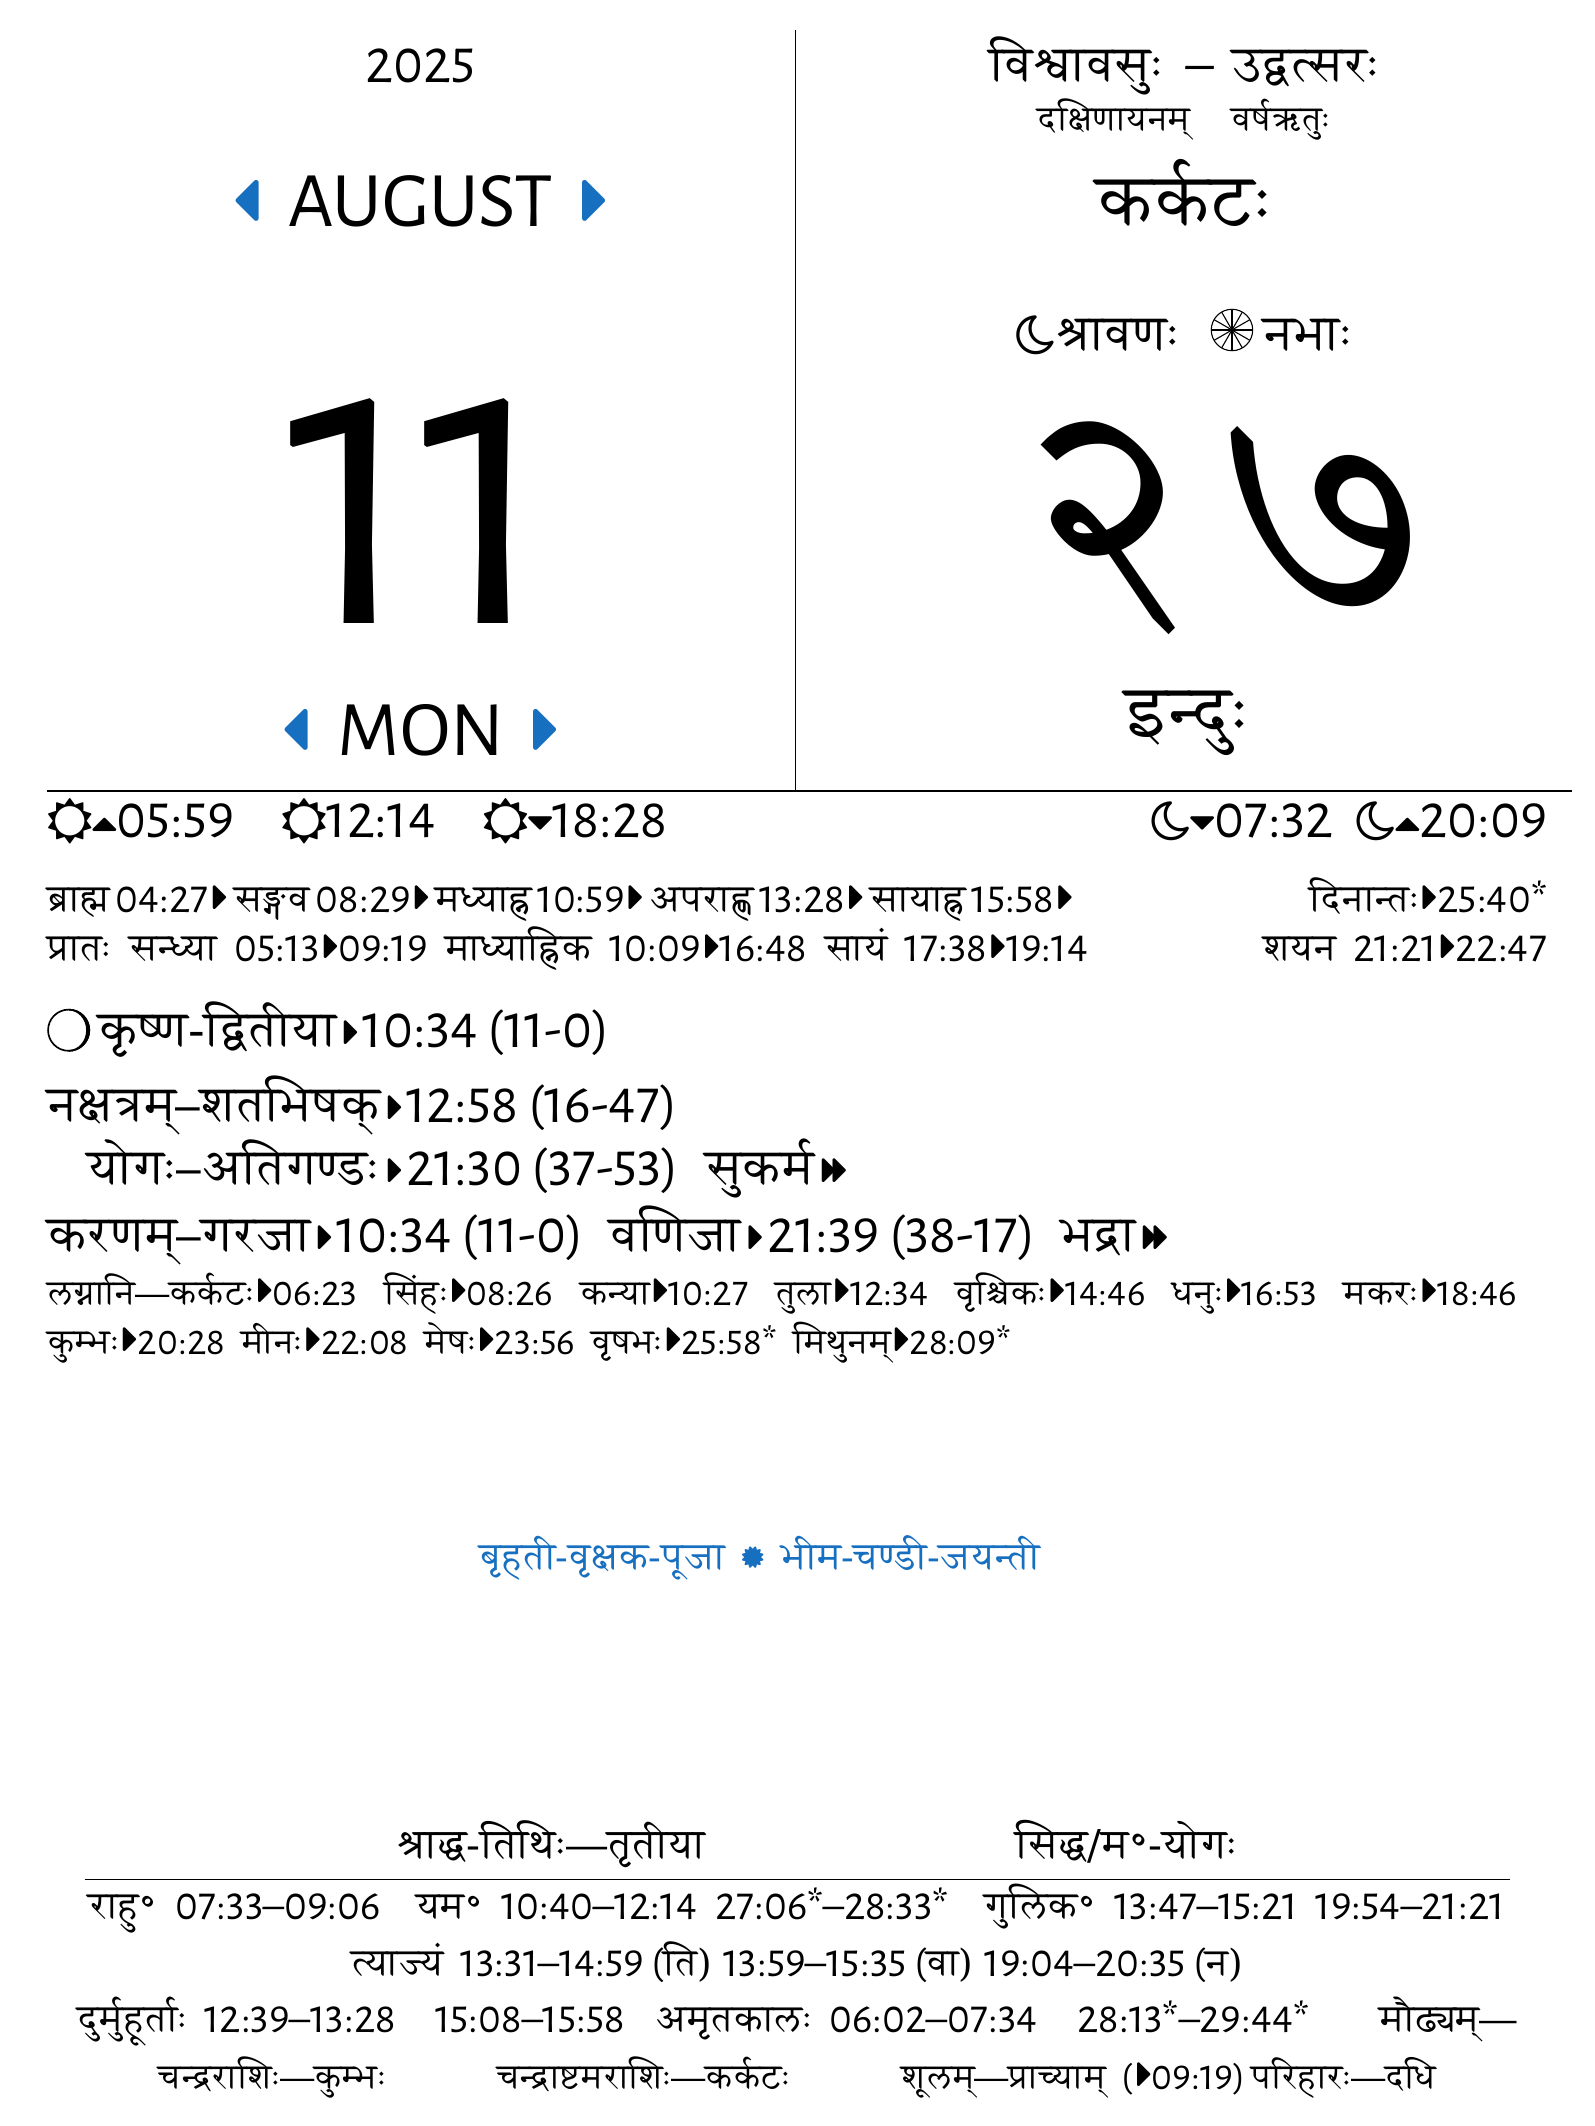 2025
AUGUST
11
MON
विश्वावसुः – उद्वत्सरः
दक्षिणायनम् वर्षऋतुः
कर्कटः
श्रावणः नभाः
२७
इन्दुः
05:59 12:14 18:28 07:32 20:09
ब्राह्म 04:27 सङ्गव 08:29 मध्याह्न 10:59 अपराह्ण 13:28 सायाह्न 15:58 दिनान्तः 25:40*
प्रातः सन्ध्या 05:13 09:19 माध्याह्निक 10:09 16:48 सायं 17:38 19:14 शयन 21:21 22:47
कृष्ण-द्वितीया 10:34 (11-0)
नक्षत्रम्–शतभिषक् 12:58 (16-47)
योगः–अतिगण्डः 21:30 (37-53) सुकर्म
करणम्–गरजा 10:34 (11-0) वणिजा 21:39 (38-17) भद्रा
लग्नानि—कर्कटः 06:23 सिंहः 08:26 कन्या 10:27 तुला 12:34 वृश्चिकः 14:46 धनुः 16:53 मकरः 18:46
कुम्भः 20:28 मीनः 22:08 मेषः 23:56 वृषभः 25:58* मिथुनम् 28:09*
बृहती-वृक्षक-पूजा भीम-चण्डी-जयन्ती
श्राद्ध-तिथिः—तृतीया सिद्ध/म॰-योगः
राहु॰ 07:33–09:06 यम॰ 10:40–12:14 27:06*–28:33* गुलिक॰ 13:47–15:21 19:54–21:21
त्याज्यं 13:31–14:59 (ति) 13:59–15:35 (वा) 19:04–20:35 (न)
दुर्मुहूर्ताः 12:39–13:28 15:08–15:58 अमृतकालः 06:02–07:34 28:13*–29:44* मौढ्यम्—
चन्द्रराशिः—कुम्भः चन्द्राष्टमराशिः—कर्कटः शूलम्—प्राच्याम् (09:19) परिहारः—दधि